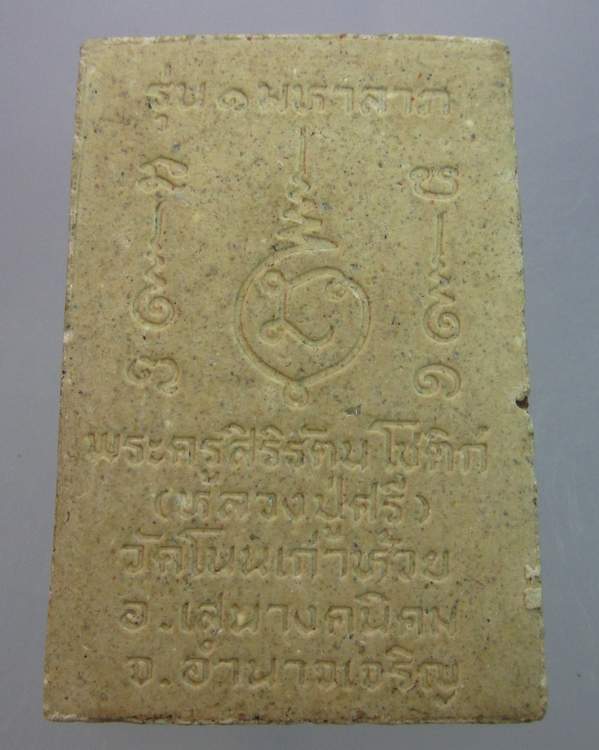 รุ่น ๑ มหาลาภ
พระครูสิริรัตนโชติก์
(หลวงปู่ศรี)
วัดโนนเก่าห้วย
อ.เสนางคนิคม
จ.อำนาจเจริญ